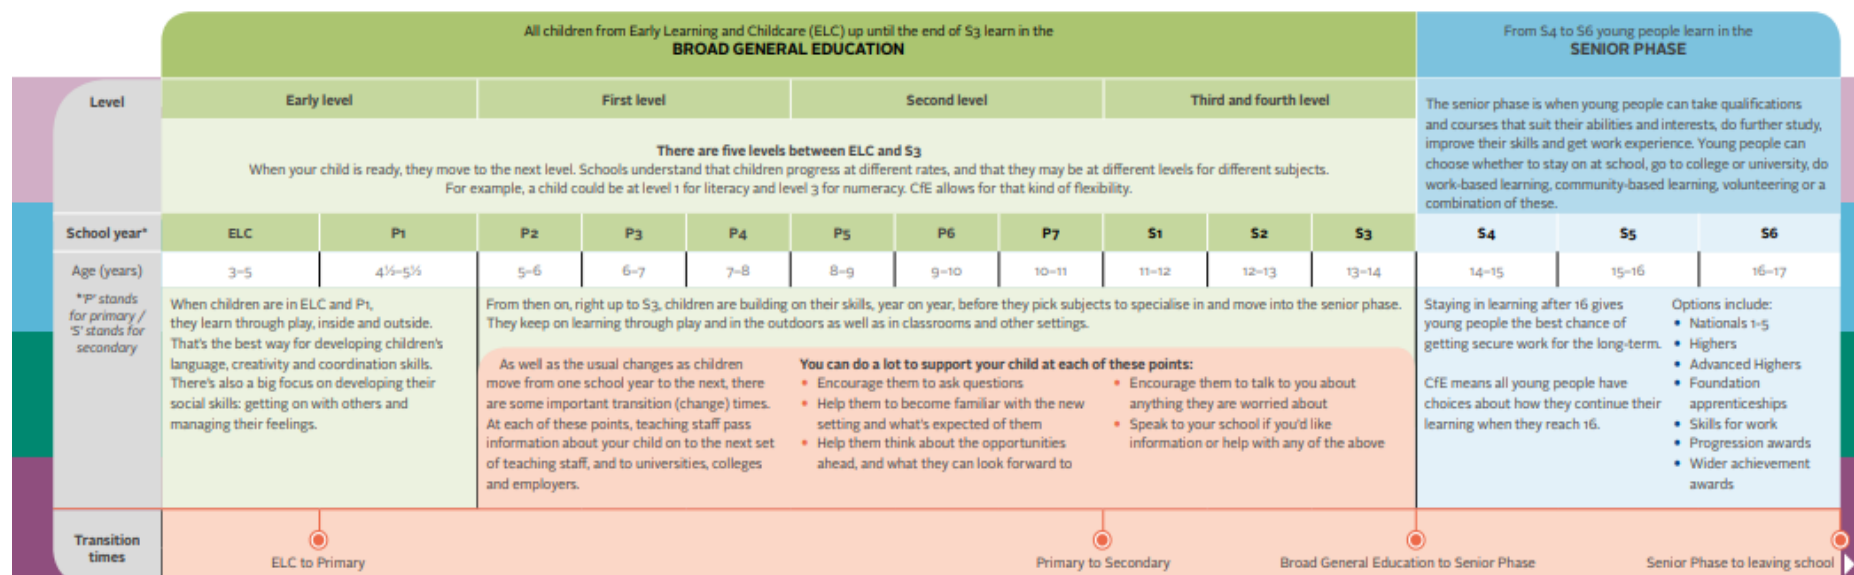 All children from Early Learning and Childcare (ELC) up until the end of S3 learn in the
BROAD GENERAL EDUCATION
From S4 to S6 young people learn in the
SENIOR PHASE
Level
Early level
First level
Second level
Third and fourth level
There are five levels between ELC and S3
When your child is ready, they move to the next level. Schools understand that children progress at different rates, and that they may be at different levels for different subjects.
For example, a child could be at level 1 for literacy and level 3 for numeracy. CfE allows for that kind of flexibility.
The senior phase is when young people can take qualifications
and courses that suit their abilities and interests, do further study,
improve their skills and get work experience. Young people can
choose whether to stay on at school, go to college or university, do
work-based learning, community-based learning, volunteering or a
combination of these.
School year*
ELC
P1
P2
P3
P4
P5
P6
P7
S1
S2
S3
S4
S5
S6
Age (years)
3–5
4½–5½
5–6
6–7
7–8
8–9
9–10
10–11
11–12
12–13
13–14
14–15
15–16
16–17
*'P' stands
for primary /
'S' stands for
secondary
When children are in ELC and P1,
they learn through play, inside and outside.
That's the best way for developing children's
language, creativity and coordination skills.
There's also a big focus on developing their
social skills: getting on with others and
managing their feelings.
From then on, right up to S3, children are building on their skills, year on year, before they pick subjects to specialise in and move into the senior phase.
They keep on learning through play and in the outdoors as well as in classrooms and other settings.
As well as the usual changes as children
move from one school year to the next, there
are some important transition (change) times.
At each of these points, teaching staff pass
information about your child on to the next set
of teaching staff, and to universities, colleges
and employers.
You can do a lot to support your child at each of these points:
• Encourage them to ask questions
• Help them to become familiar with the new
setting and what's expected of them
• Help them think about the opportunities
ahead, and what they can look forward to
• Encourage them to talk to you about
anything they are worried about
• Speak to your school if you'd like
information or help with any of the above
Staying in learning after 16 gives
young people the best chance of
getting secure work for the long-term.
CfE means all young people have
choices about how they continue their
learning when they reach 16.
Options include:
• Nationals 1–5
• Highers
• Advanced Highers
• Foundation
apprenticeships
• Skills for work
• Progression awards
• Wider achievement
awards
Transition
times
ELC to Primary
Primary to Secondary
Broad General Education to Senior Phase
Senior Phase to leaving school